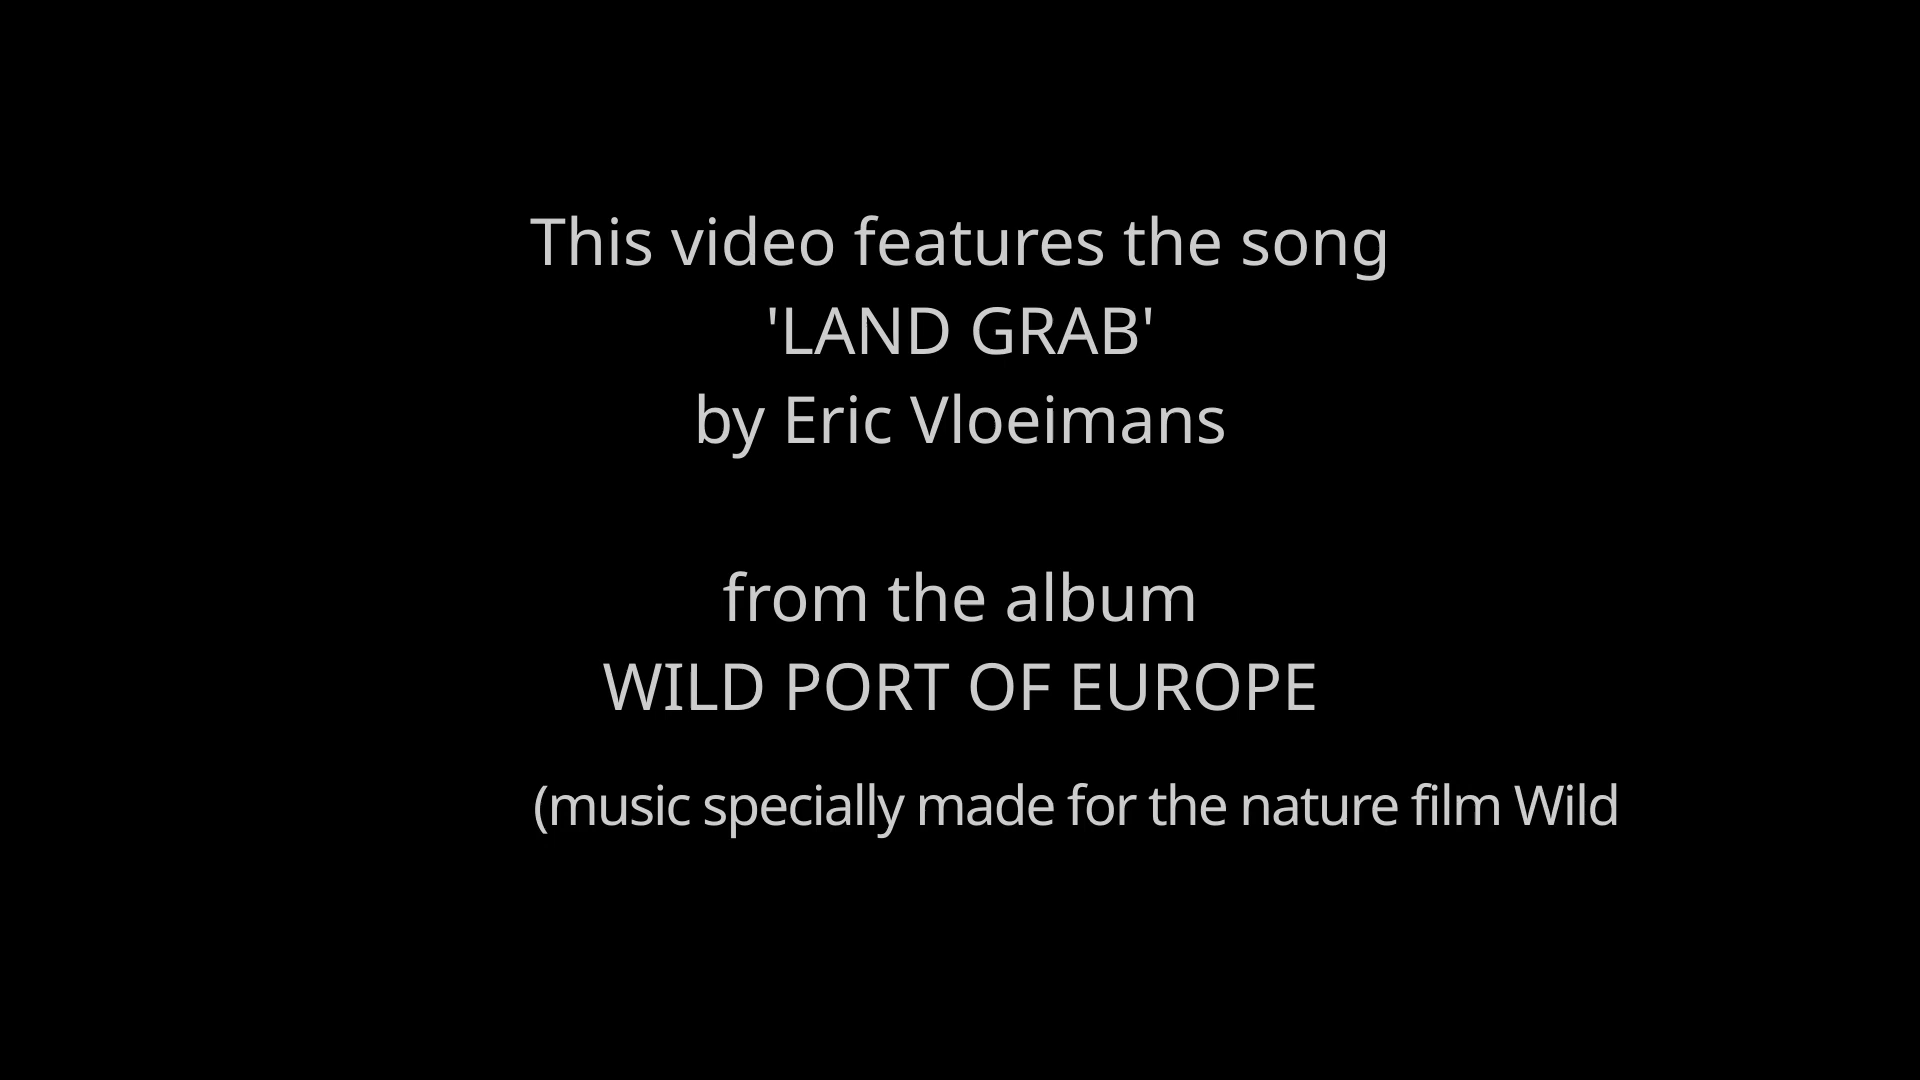 This video features the song
'LAND GRAB'
by Eric Vloeimans
from the album
WILD PORT OF EUROPE
(music specially made for the nature film Wild